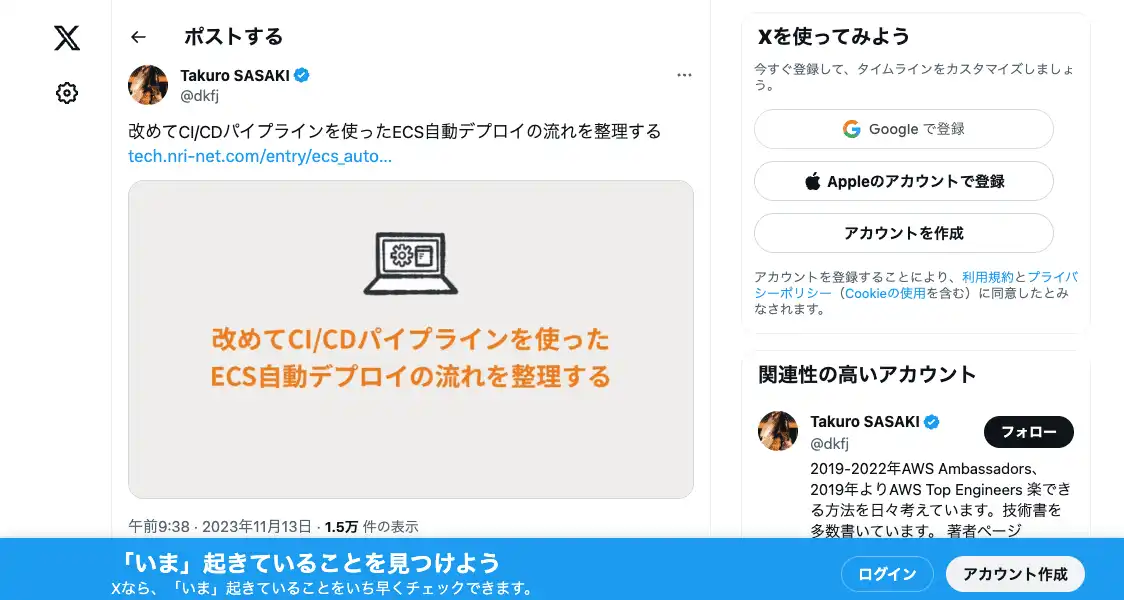 ポストする
Takuro SASAKI
@dkfj
改めてCI/CDパイプラインを使ったECS自動デプロイの流れを整理する
tech.nri-net.com/entry/ecs_auto…
改めてCI/CDパイプラインを使った
ECS自動デプロイの流れを整理する
午前9:38 · 2023年11月13日 · 1.5万 件の表示
Xを使ってみよう
今すぐ登録して、タイムラインをカスタマイズしましょ
う。
Google で登録
Appleのアカウントで登録
アカウントを作成
アカウントを登録することにより、利用規約とプライバ
シーポリシー（Cookieの使用を含む）に同意したとみ
なされます。
関連性の高いアカウント
Takuro SASAKI
@dkfj
フォロー
2019-2022年AWS Ambassadors、
2019年よりAWS Top Engineers 楽でき
る方法を日々考えています。技術書を
多数書いています。 著者ページ
「いま」起きていることを見つけよう
Xなら、「いま」起きていることをいち早くチェックできます。
ログイン
アカウント作成